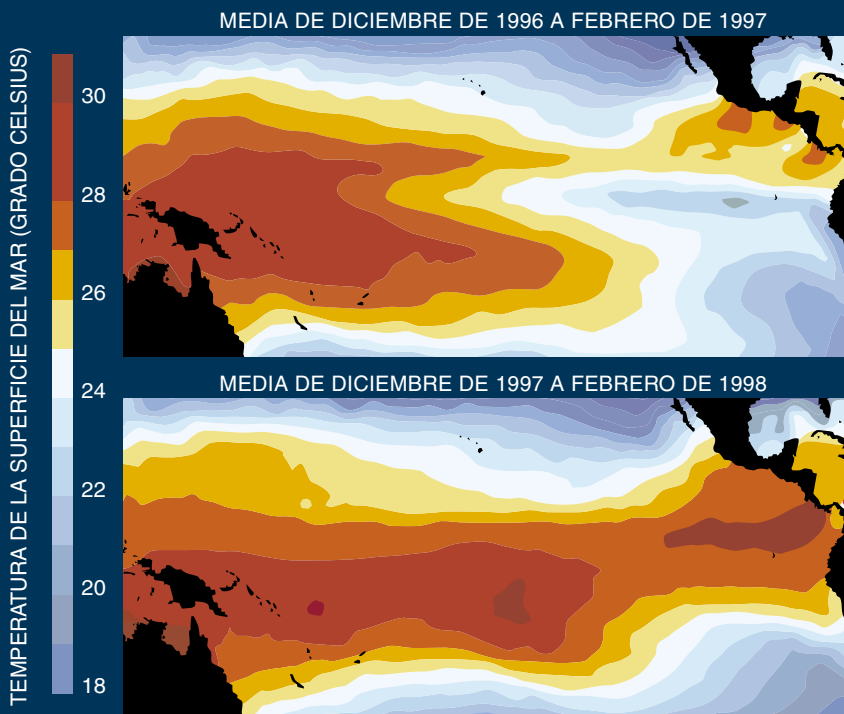 MEDIA DE DICIEMBRE DE 1996 A FEBRERO DE 1997
TEMPERATURA DE LA SUPERFICIE DEL MAR (GRADO CELSIUS)
30
28
26
24
22
20
18
MEDIA DE DICIEMBRE DE 1997 A FEBRERO DE 1998